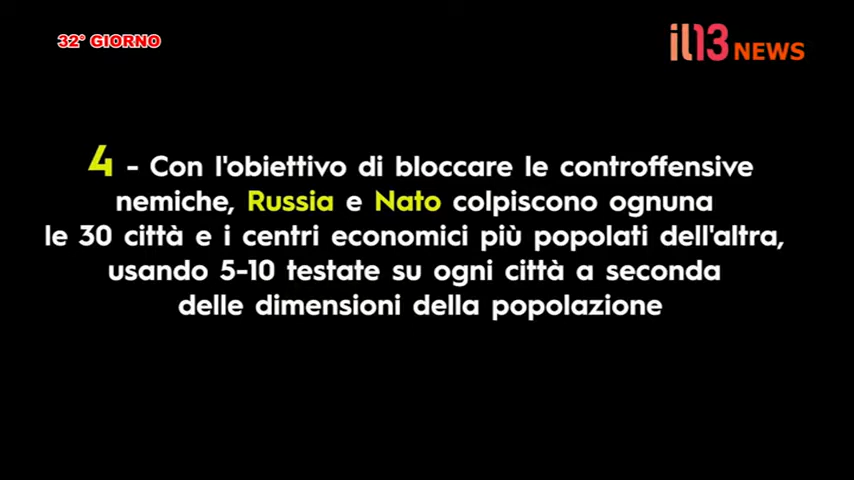 32° GIORNO
il13 NEWS
4 - Con l'obiettivo di bloccare le controffensive
nemiche, Russia e Nato colpiscono ognuna
le 30 città e i centri economici più popolati dell'altra,
usando 5-10 testate su ogni città a seconda
delle dimensioni della popolazione